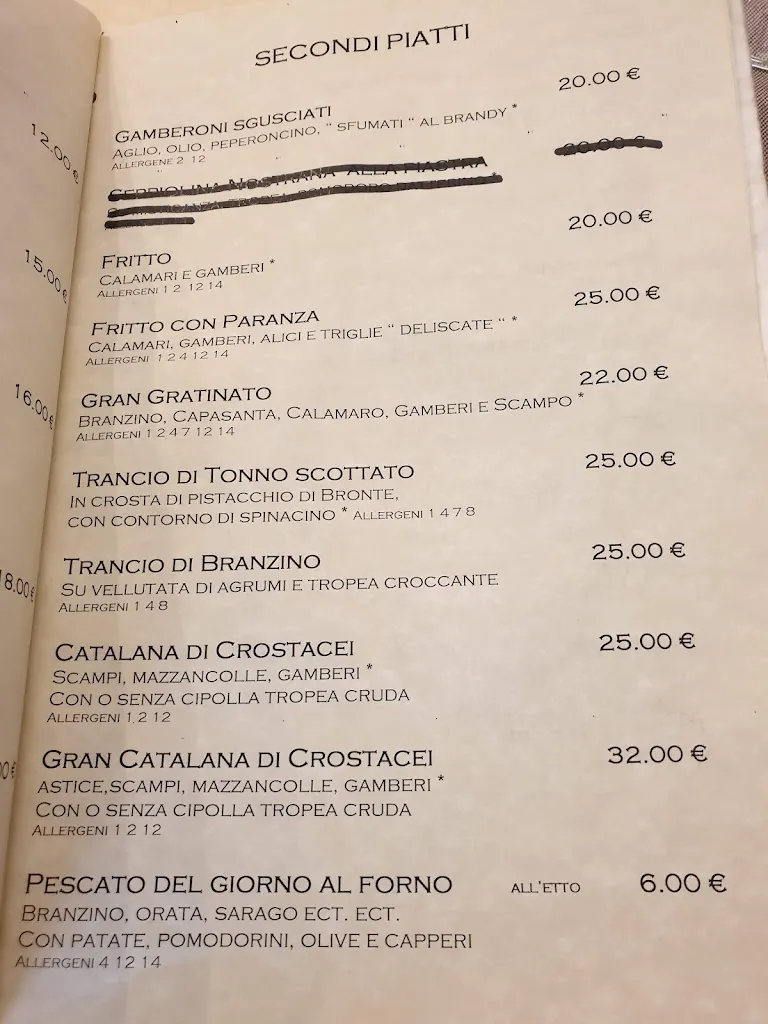 SECONDI PIATTI
GAMBERONI SGUSCIATI 20.00 €
AGLIO, OLIO, PEPERONCINO, “ SFUMATI “ AL BRANDY *
ALLERGENE 2 12
ALLA PIASTRA
FRITTO 20.00 €
CALAMARI E GAMBERI *
ALLERGENI 1 2 12 14
FRITTO CON PARANZA 25.00 €
CALAMARI, GAMBERI, ALICI E TRIGLIE “ DELISCATE “ *
ALLERGENI 1 2 4 12 14
GRAN GRATINATO 22.00 €
BRANZINO, CAPASANTA, CALAMARO, GAMBERI E SCAMPO *
ALLERGENI 1 2 4 7 12 14
TRANCIO DI TONNO SCOTTATO 25.00 €
IN CROSTA DI PISTACCHIO DI BRONTE,
CON CONTORNO DI SPINACINO * ALLERGENI 1 4 7 8
TRANCIO DI BRANZINO 25.00 €
SU VELLUTATA DI AGRUMI E TROPEA CROCCANTE
ALLERGENI 1 4 8
CATALANA DI CROSTACEI 25.00 €
SCAMPI, MAZZANCOLLE, GAMBERI *
CON O SENZA CIPOLLA TROPEA CRUDA
ALLERGENI 1, 2 12
GRAN CATALANA DI CROSTACEI 32.00 €
ASTICE,SCAMPI, MAZZANCOLLE, GAMBERI *
CON O SENZA CIPOLLA TROPEA CRUDA
ALLERGENI 1 2 12
PESCATO DEL GIORNO AL FORNO ALL'ETTO 6.00 €
BRANZINO, ORATA, SARAGO ECT. ECT.
CON PATATE, POMODORINI, OLIVE E CAPPERI
ALLERGENI 4 12 14
12.00 €
15.00€
16.00€
8.00€